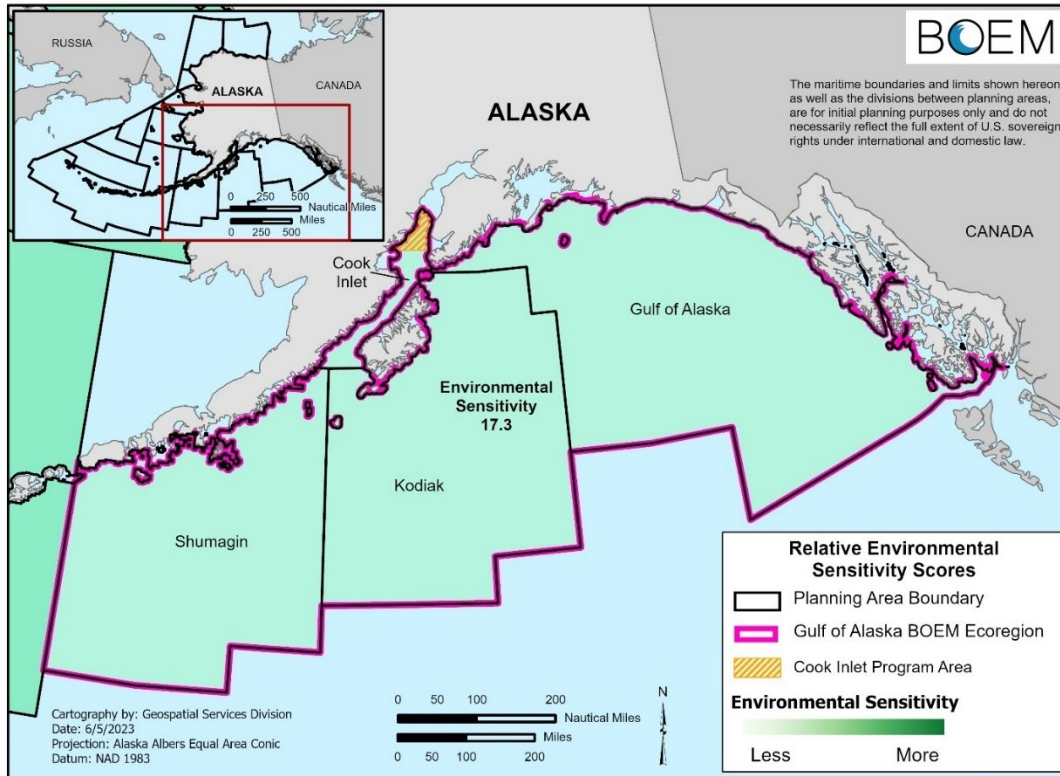 RUSSIA
ALASKA
CANADA
0 250 500
Nautical Miles
Miles
0 250 500
BOEM
The maritime boundaries and limits shown hereon
as well as the divisions between planning areas,
are for initial planning purposes only and do not
necessarily reflect the full extent of U.S. sovereign
rights under international and domestic law.
ALASKA
CANADA
Cook
Inlet
Gulf of Alaska
Environmental
Sensitivity
17.3
Kodiak
Shumagin
Relative Environmental
Sensitivity Scores
Planning Area Boundary
Gulf of Alaska BOEM Ecoregion
Cook Inlet Program Area
Environmental Sensitivity
Less More
Cartography by: Geospatial Services Division
Date: 6/5/2023
Projection: Alaska Albers Equal Area Conic
Datum: NAD 1983
0 100 200
Nautical Miles
Miles
0 100 200
N